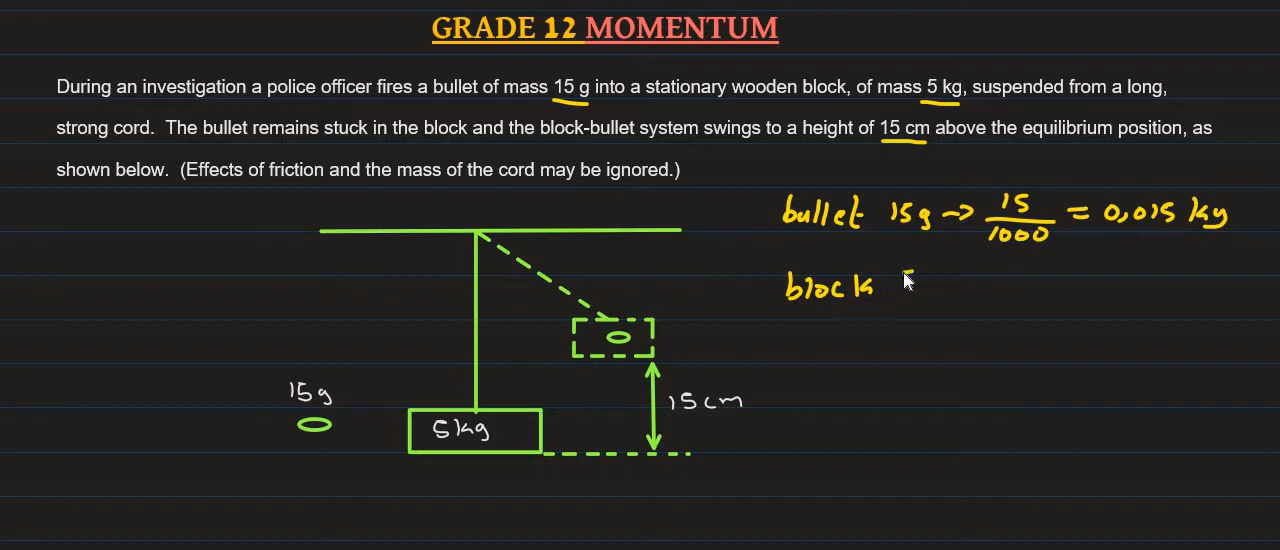 GRADE 12 MOMENTUM
During an investigation a police officer fires a bullet of mass 15 g into a stationary wooden block, of mass 5 kg, suspended from a long,
strong cord. The bullet remains stuck in the block and the block-bullet system swings to a height of 15 cm above the equilibrium position, as
shown below. (Effects of friction and the mass of the cord may be ignored.)
bullet 15g → 15/1000 = 0,015 kg
block
15g
5kg
15cm